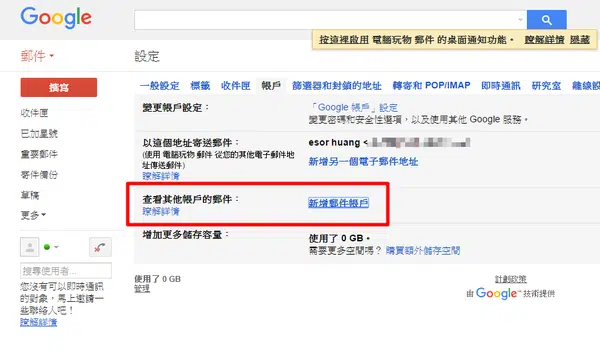 Google
按這裡啟用 電腦玩物 郵件 的桌面通知功能。 瞭解詳情 隱藏
郵件
設定
撰寫
一般設定 標籤 收件匣 帳戶 篩選器和封鎖的地址 轉寄和 POP/IMAP 即時通訊 研究室 離線設
收件匣
已加星號
重要郵件
寄件備份
草稿
更多
變更帳戶設定：
「Google 帳戶」設定
變更密碼和安全性選項，以及使用其他 Google 服務。
以這個地址寄送郵件：
(使用 電腦玩物 郵件 從您的其他電子郵件地
址傳送郵件)
瞭解詳情
esor huang <
新增另一個電子郵件地址
查看其他帳戶的郵件：
瞭解詳情
新增郵件帳戶
增加更多儲存容量：
使用了 0 GB。
需要更多空間嗎？ 購買額外儲存空間
搜尋使用者...
您沒有可以即時通訊
的對象，馬上邀請一
些聯絡人吧！
瞭解詳情
使用了 0 GB
管理
計劃政策
由 Google™ 技術提供